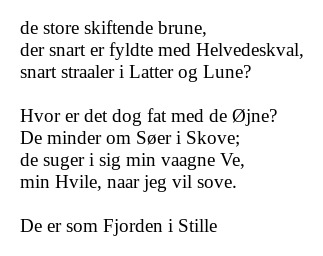 de store skiftende brune,
der snart er fyldte med Helvedeskval,
snart straaler i Latter og Lune?

Hvor er det dog fat med de Øjne?
De minder om Søer i Skove;
de suger i sig min vaagne Ve,
min Hvile, naar jeg vil sove.

De er som Fjorden i Stille